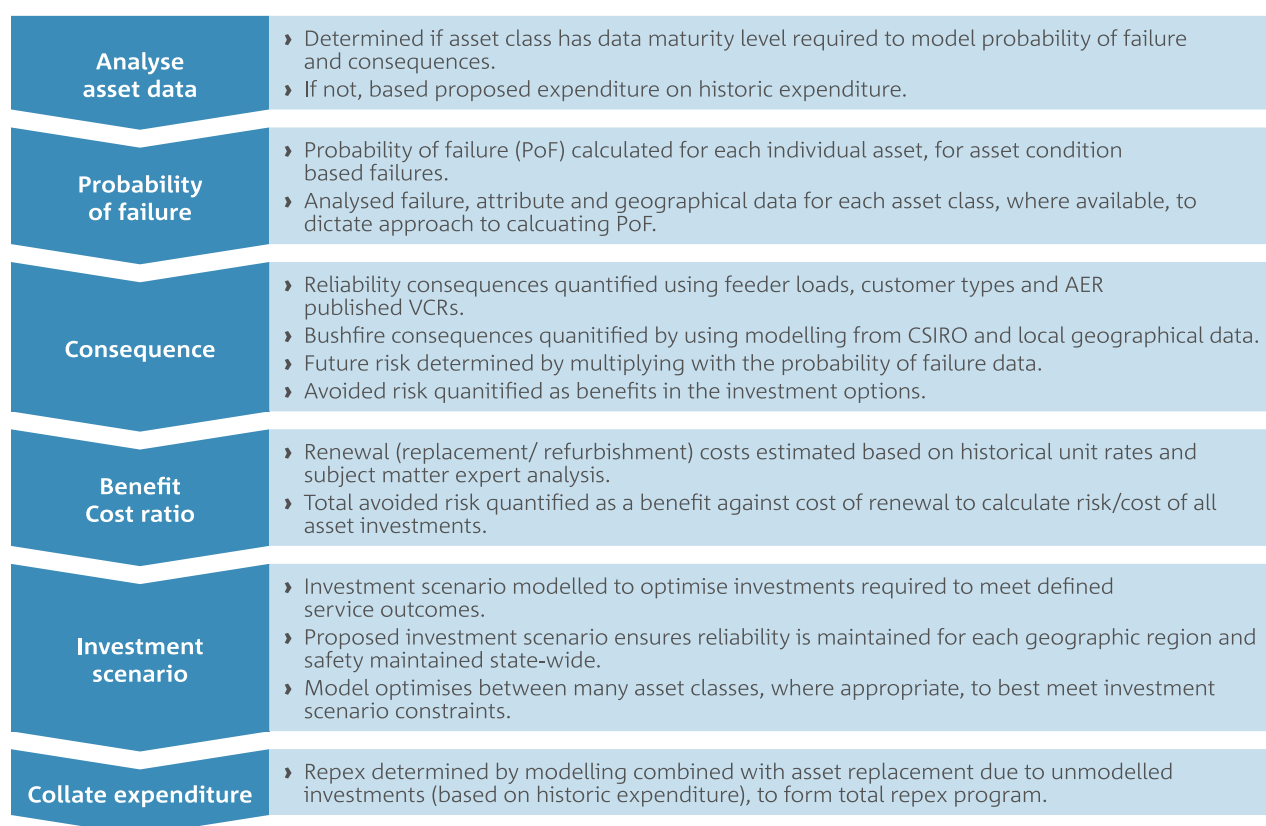 Analyse
asset data
› Determined if asset class has data maturity level required to model probability of failure
and consequences.
› If not, based proposed expenditure on historic expenditure.
Probability
of failure
› Probability of failure (PoF) calculated for each individual asset, for asset condition
based failures.
› Analysed failure, attribute and geographical data for each asset class, where available, to
dictate approach to calcuating PoF.
Consequence
› Reliability consequences quantified using feeder loads, customer types and AER
published VCRs.
› Bushfire consequences quanitified by using modelling from CSIRO and local geographical data.
› Future risk determined by multiplying with the probability of failure data.
› Avoided risk quanitified as benefits in the investment options.
Benefit
Cost ratio
› Renewal (replacement/ refurbishment) costs estimated based on historical unit rates and
subject matter expert analysis.
› Total avoided risk quantified as a benefit against cost of renewal to calculate risk/cost of all
asset investments.
Investment
scenario
› Investment scenario modelled to optimise investments required to meet defined
service outcomes.
› Proposed investment scenario ensures reliability is maintained for each geographic region and
safety maintained state-wide.
› Model optimises between many asset classes, where appropriate, to best meet investment
scenario constraints.
Collate expenditure
› Repex determined by modelling combined with asset replacement due to unmodelled
investments (based on historic expenditure), to form total repex program.